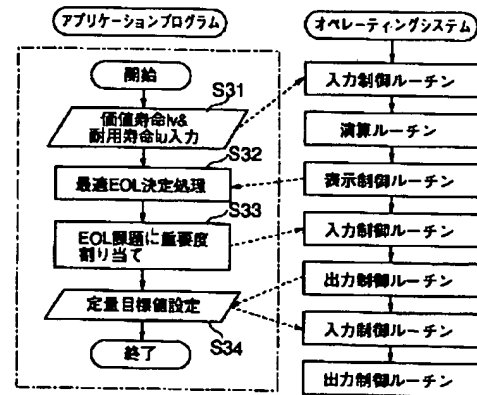 アプリケーションプログラム
オペレーティングシステム
開始
S31
価値寿命lv&
耐用寿命lu入力
S32
最適EOL決定処理
S33
EOL課題に重要度
割り当て
定量目標値設定
S34
終了
入力制御ルーチン
演算ルーチン
表示制御ルーチン
入力制御ルーチン
出力制御ルーチン
入力制御ルーチン
出力制御ルーチン